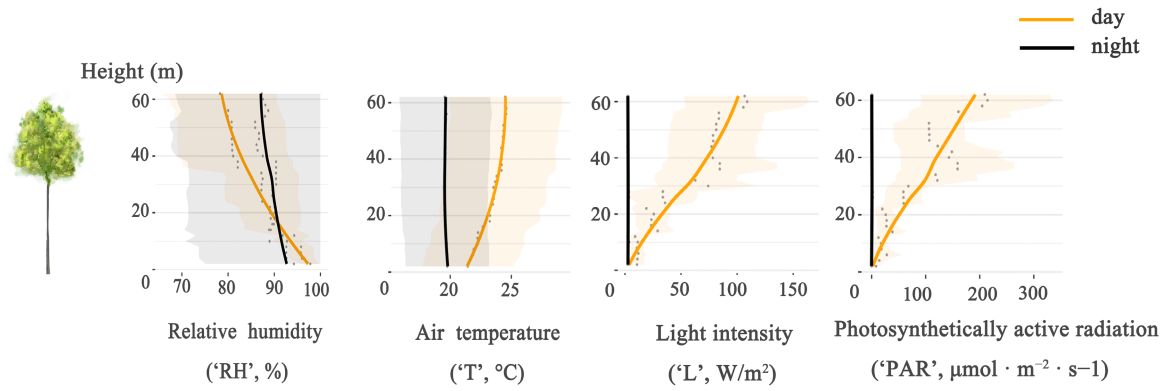 day
night
Height (m)
60
40
20
0
70 80 90 100
60
40
20
0
20 25
60
40
20
0
50 100 150
60
40
20
0
100 200 300
Relative humidity
(‘RH’, %)
Air temperature
(‘T’, °C)
Light intensity
(‘L’, W/m²)
Photosynthetically active radiation
(‘PAR’, μmol · m⁻² · s−1)